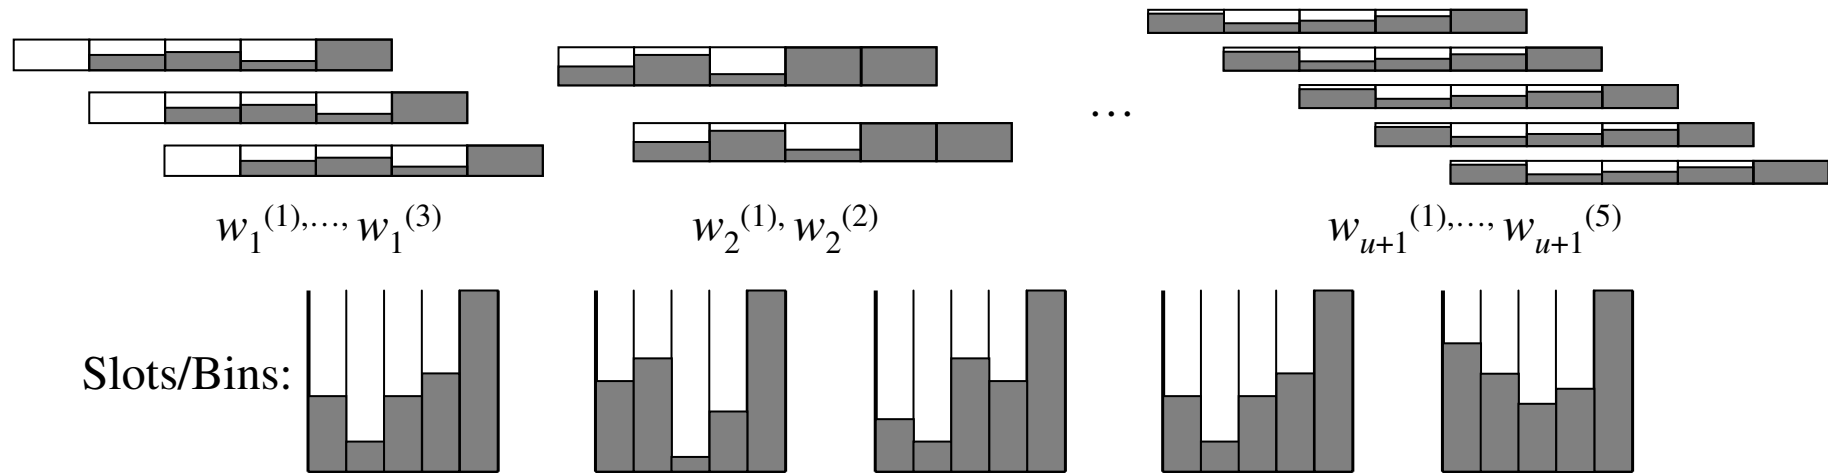 …
w₁⁽¹⁾,…, w₁⁽³⁾ w₂⁽¹⁾, w₂⁽²⁾ wᵤ₊₁⁽¹⁾,…, wᵤ₊₁⁽⁵⁾
Slots/Bins: